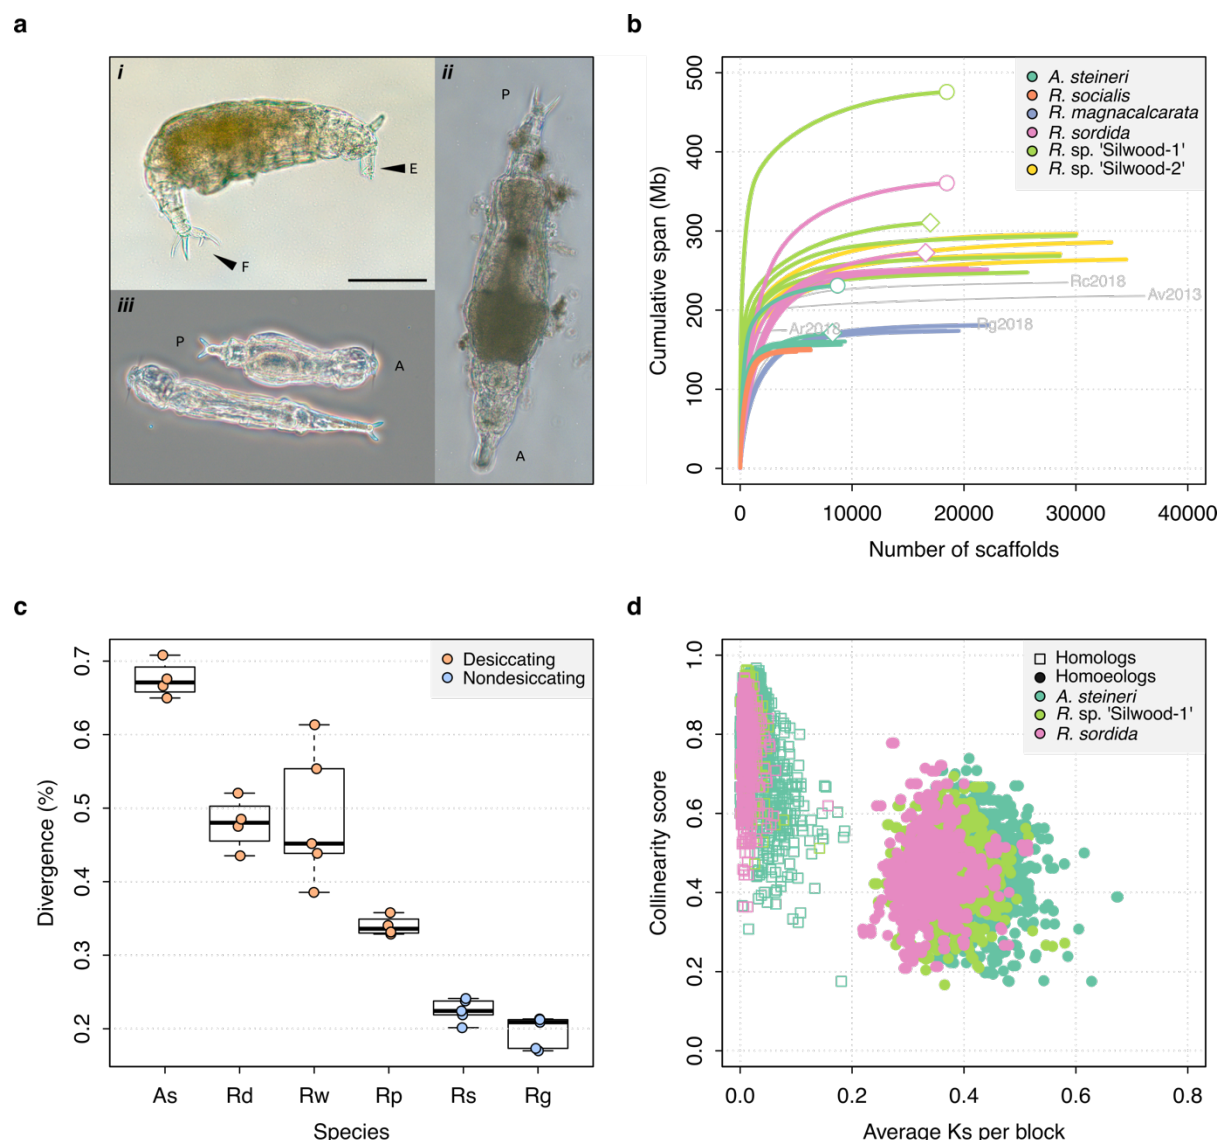 a
i
E
F
ii
P
A
iii
P
A
b
Cumulative span (Mb)
500
400
300
200
100
0
A. steineri
R. socialis
R. magnacalcarata
R. sordida
R. sp. 'Silwood-1'
R. sp. 'Silwood-2'
Rc2018
Av2013
Ar2018
Rg2018
0 10000 20000 30000 40000
Number of scaffolds
c
Divergence (%)
0.7
0.6
0.5
0.4
0.3
0.2
Desiccating
Nondesiccating
As Rd Rw Rp Rs Rg
Species
d
Collinearity score
1.0
0.8
0.6
0.4
0.2
0.0
Homologs
Homoeologs
A. steineri
R. sp. 'Silwood-1'
R. sordida
0.0 0.2 0.4 0.6 0.8
Average Ks per block